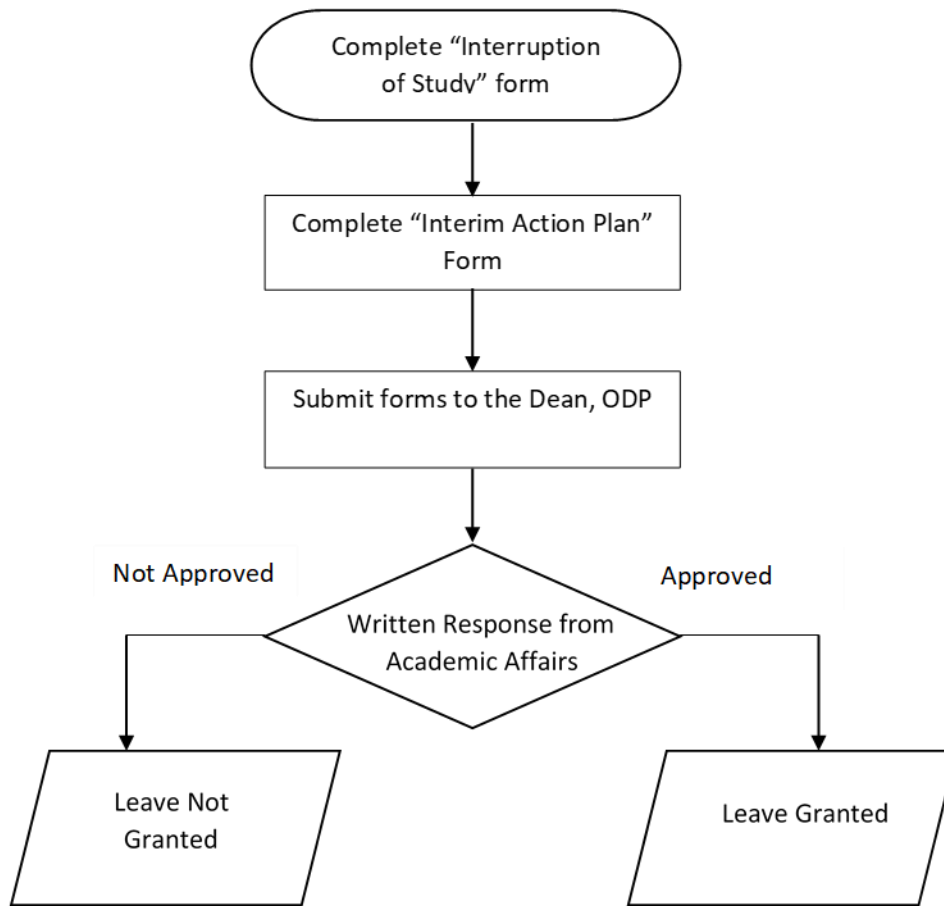 Complete “Interruption
of Study” form
Complete “Interim Action Plan”
Form
Submit forms to the Dean, ODP
Not Approved
Approved
Written Response from
Academic Affairs
Leave Not
Granted
Leave Granted